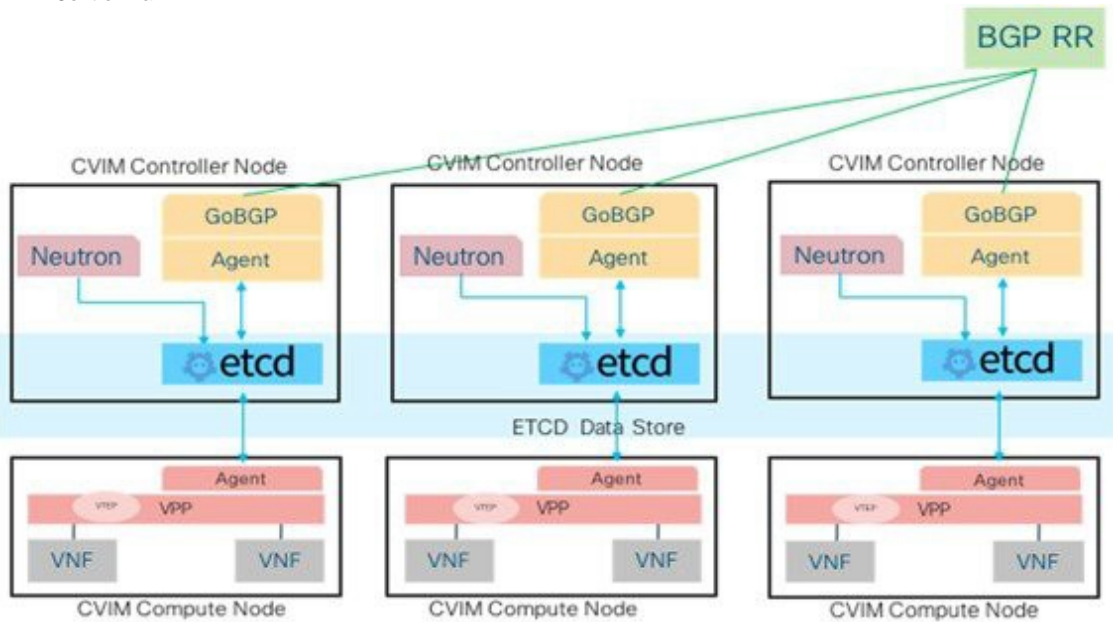 BGP RR
CVIM Controller Node
CVIM Controller Node
CVIM Controller Node
GoBGP
GoBGP
GoBGP
Neutron
Agent
Neutron
Agent
Neutron
Agent
etcd
etcd
etcd
ETCD Data Store
Agent
Agent
Agent
VTEP VPP
VTEP VPP
VTEP VPP
VNF VNF
VNF VNF
VNF VNF
CVIM Compute Node
CVIM Compute Node
CVIM Compute Node